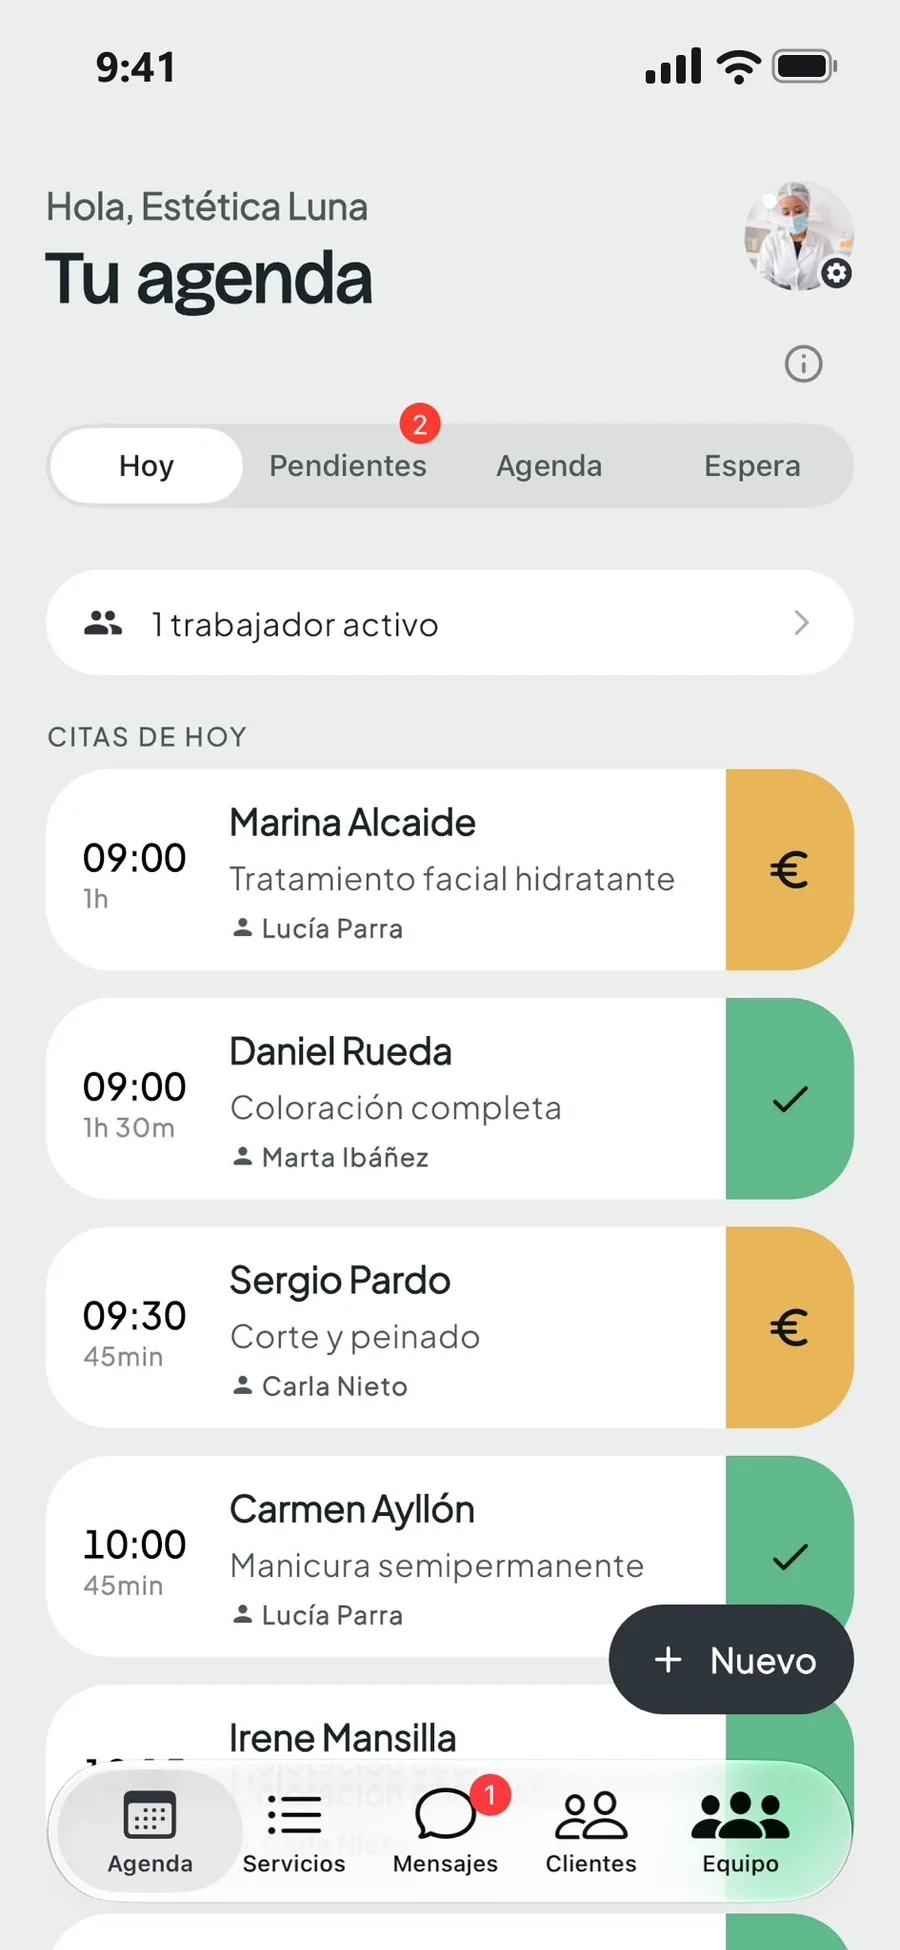 9:41
Hola, Estética Luna
Tu agenda
2
Hoy Pendientes Agenda Espera
1 trabajador activo
CITAS DE HOY
Marina Alcaide
09:00
Tratamiento facial hidratante
1h
Lucía Parra
€
Daniel Rueda
09:00
Coloración completa
1h 30m
Marta Ibáñez
Sergio Pardo
09:30
Corte y peinado
45min
Carla Nieto
€
Carmen Ayllón
10:00
Manicura semipermanente
45min
Lucía Parra
+ Nuevo
Irene Mansilla
1
Agenda Servicios Mensajes Clientes Equipo